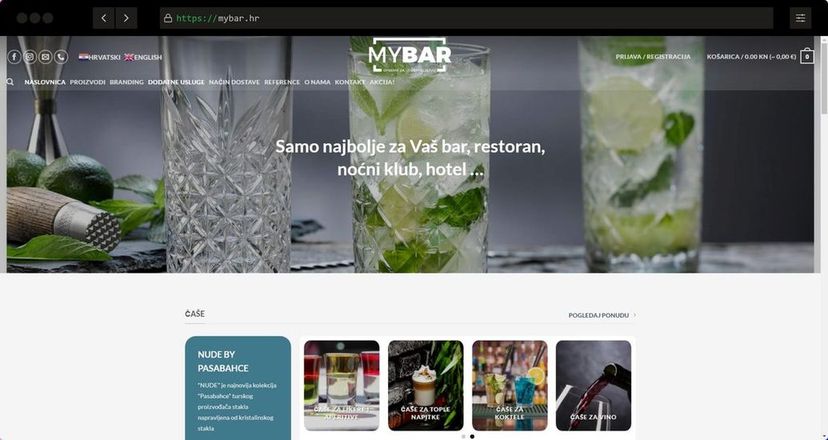 https://mybar.hr
HRVATSKI ENGLISH
MYBAR
PRIJAVA / REGISTRACIJA
KOŠARICA / 0.00 KN (~ 0,00 €) 0
NASLOVNICA PROIZVODI BRANDING DODATNE USLUGE NAČIN DOSTAVE REFERENCE O NAMA KONTAKT AKCIJA!
Samo najbolje za Vaš bar, restoran,
noćni klub, hotel ...
ČAŠE
POGLEDAJ PONUDU
NUDE BY
PASABAHCE
"NUDE" je najnovija kolekcija
"Pasabahce" turskog
proizvođača stakla
napravljena od kristalinskog
stakla
ČAŠE ZA LIKERE I
APERITIVE
ČAŠE ZA TOPLE
NAPITKE
ČAŠE ZA
KOKTELE
ČAŠE ZA VINO